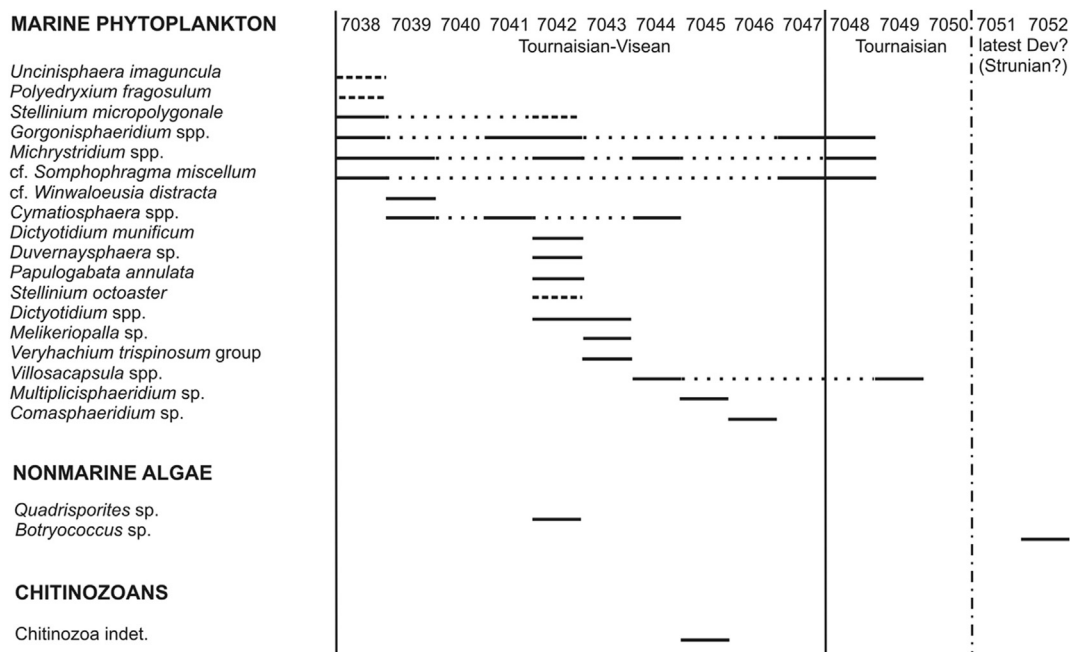 MARINE PHYTOPLANKTON 7038 7039 7040 7041 7042 7043 7044 7045 7046 7047 7048 7049 7050 7051 7052
Tournaisian-Visean Tournaisian latest Dev?
(Strunian?)
Uncinisphaera imaguncula
Polyedryxium fragosulum
Stellinium micropolygonale
Gorgonisphaeridium spp.
Michrystridium spp.
cf. Somphophragma miscellum
cf. Winwaloeusia distracta
Cymatiosphaera spp.
Dictyotidium munificum
Duvernaysphaera sp.
Papulogabata annulata
Stellinium octoaster
Dictyotidium spp.
Melikeriopalla sp.
Veryhachium trispinosum group
Villosacapsula spp.
Multiplicisphaeridium sp.
Comasphaeridium sp.
NONMARINE ALGAE
Quadrisporites sp.
Botryococcus sp.
CHITINOZOANS
Chitinozoa indet.